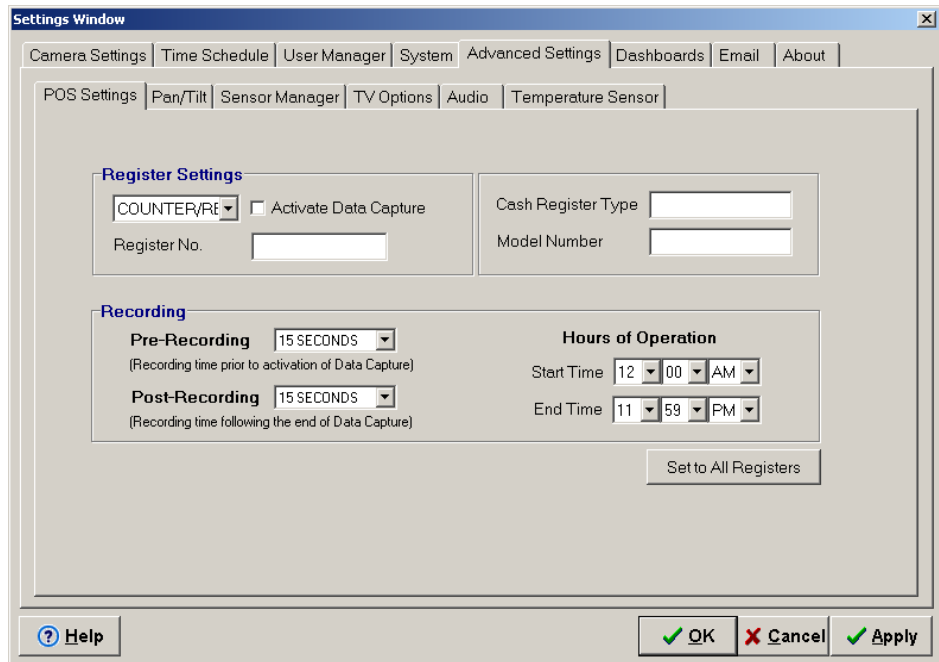 Settings Window
Camera Settings Time Schedule User Manager System Advanced Settings Dashboards Email About
POS Settings Pan/Tilt Sensor Manager TV Options Audio Temperature Sensor
Register Settings
COUNTER/RE Activate Data Capture
Register No.
Cash Register Type
Model Number
Recording
Pre-Recording 15 SECONDS
(Recording time prior to activation of Data Capture)
Post-Recording 15 SECONDS
(Recording time following the end of Data Capture)
Hours of Operation
Start Time 12 00 AM
End Time 11 59 PM
Set to All Registers
Help OK Cancel Apply